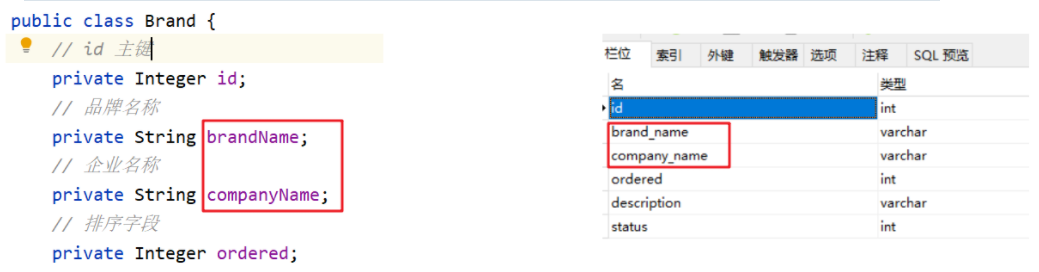 public class Brand {
// id 主键
private Integer id;
// 品牌名称
private String brandName;
// 企业名称
private String companyName;
// 排序字段
private Integer ordered;
栏位 索引 外键 触发器 选项 注释 SQL 预览
名 类型
id int
brand_name varchar
company_name varchar
ordered int
description varchar
status int